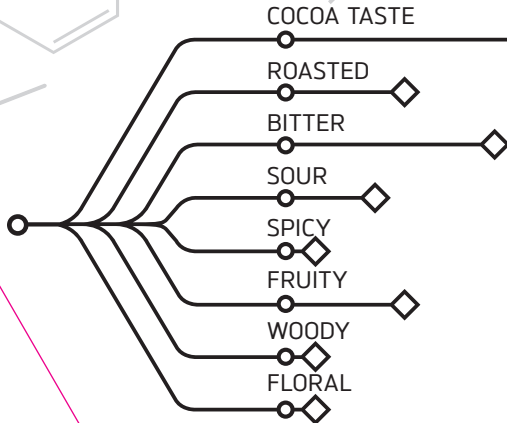 COCOA TASTE
ROASTED
BITTER
SOUR
SPICY
FRUITY
WOODY
FLORAL